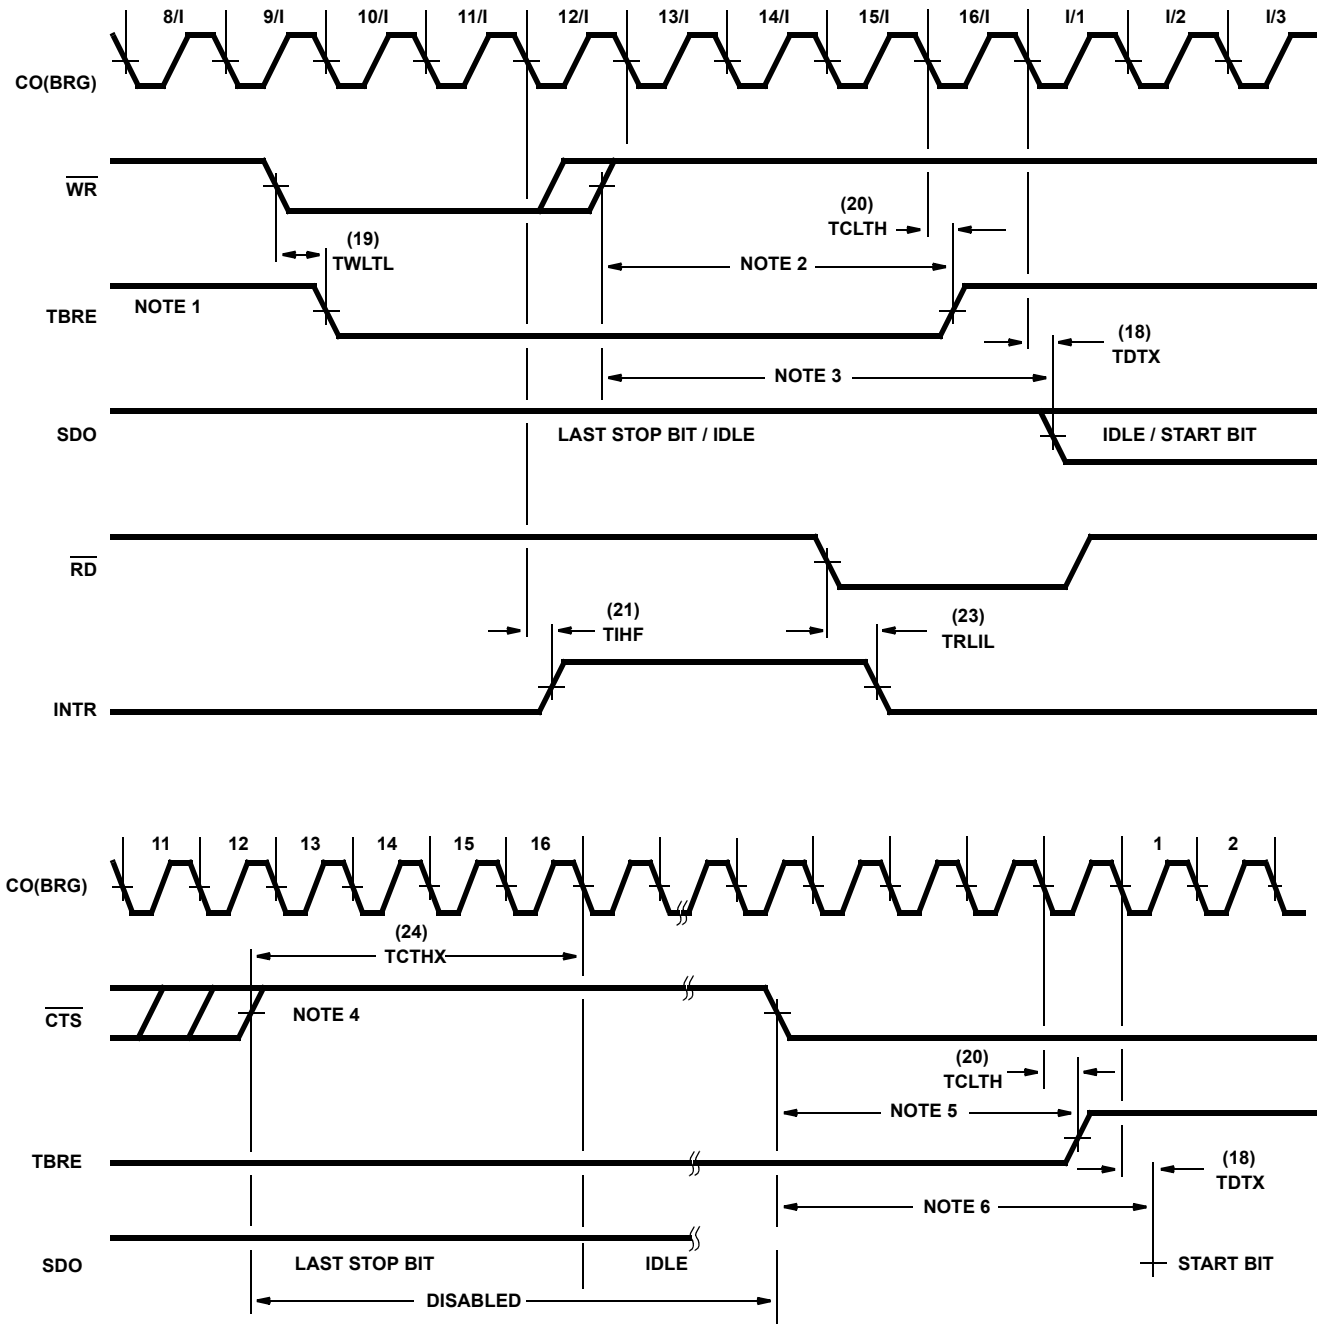 8/I 9/I 10/I 11/I 12/I 13/I 14/I 15/I 16/I I/1 I/2 I/3
CO(BRG)
WR
(19)
TWLTL
(20)
TCLTH
NOTE 2
NOTE 1
TBRE
(18)
TDTX
NOTE 3
SDO
LAST STOP BIT / IDLE
IDLE / START BIT
RD
(21)
TIHF
(23)
TRLIL
INTR
11 12 13 14 15 16 1 2
CO(BRG)
(24)
TCTHX
CTS
NOTE 4
(20)
TCLTH
NOTE 5
TBRE
(18)
TDTX
NOTE 6
SDO
LAST STOP BIT
IDLE
START BIT
DISABLED